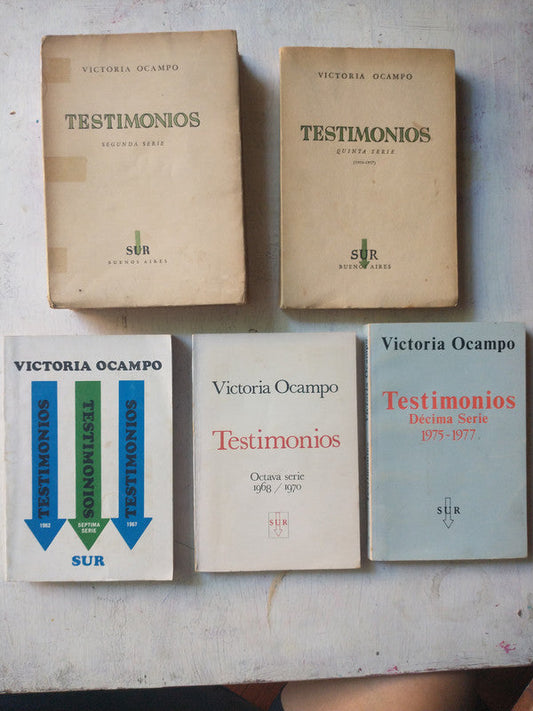 VICTORIA OCAMPO
TESTIMONIOS
SEGUNDA SERIE
SUR
BUENOS AIRES
VICTORIA OCAMPO
TESTIMONIOS
QUINTA SERIE
(1950-1957)
SUR
BUENOS AIRES
VICTORIA OCAMPO
TESTIMONIOS
1962
TESTIMONIOS
SEPTIMA SERIE
TESTIMONIOS
1967
SUR
Victoria Ocampo
Testimonios
Octava serie
1968 / 1970
SUR
Victoria Ocampo
Testimonios
Décima Serie
1975-1977
SUR